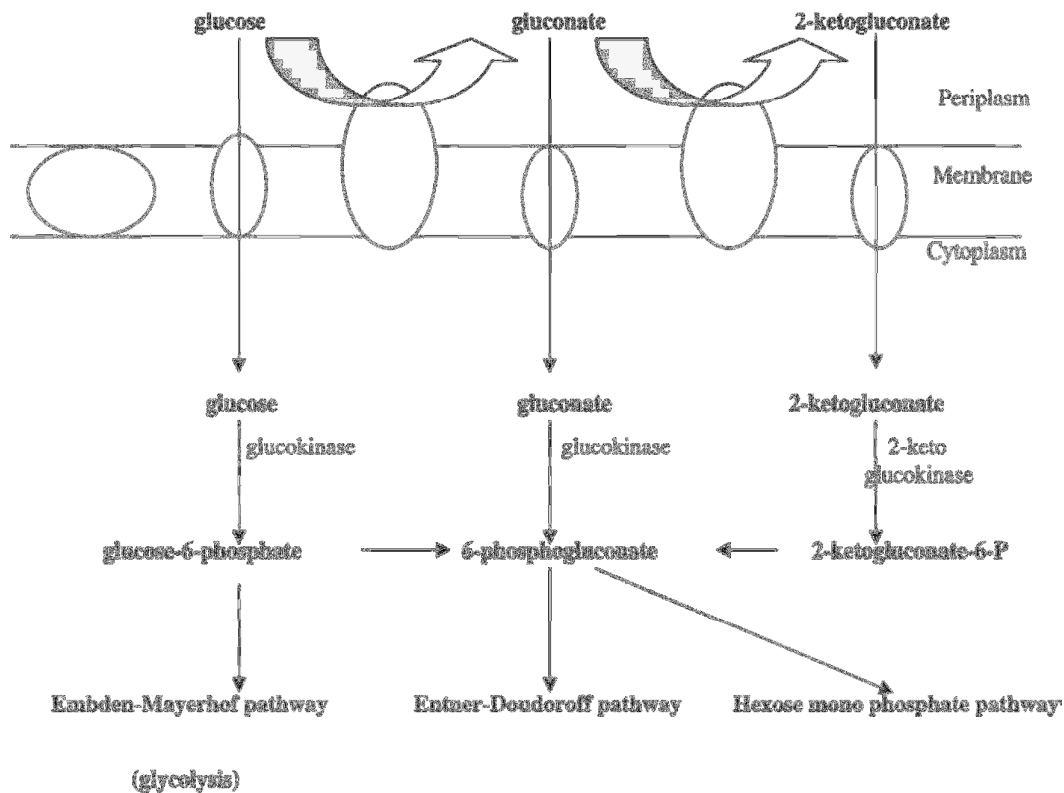 glucose gluconate 2-ketogluconate
Periplasm
Membrane
Cytoplasm
glucose gluconate 2-ketogluconate
glucokinase glucokinase 2-keto
glucokinase
glucose-6-phosphate 6-phosphogluconate 2-ketogluconate-6-P
Embden-Mayerhof pathway Entner-Doudoroff pathway Hexose mono phosphate pathway
(glycolysis)